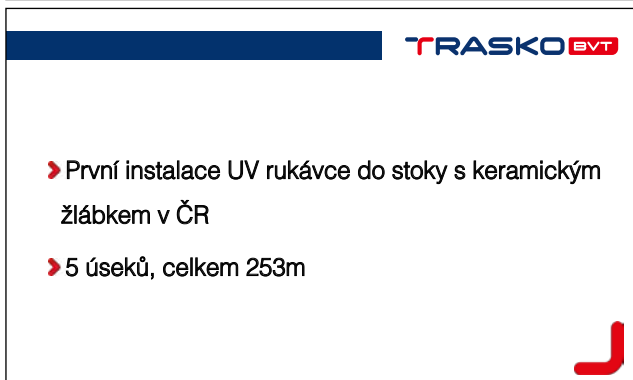 TRASKO BVT
První instalace UV rukávce do stoky s keramickým
žlábkem v ČR
5 úseků, celkem 253m